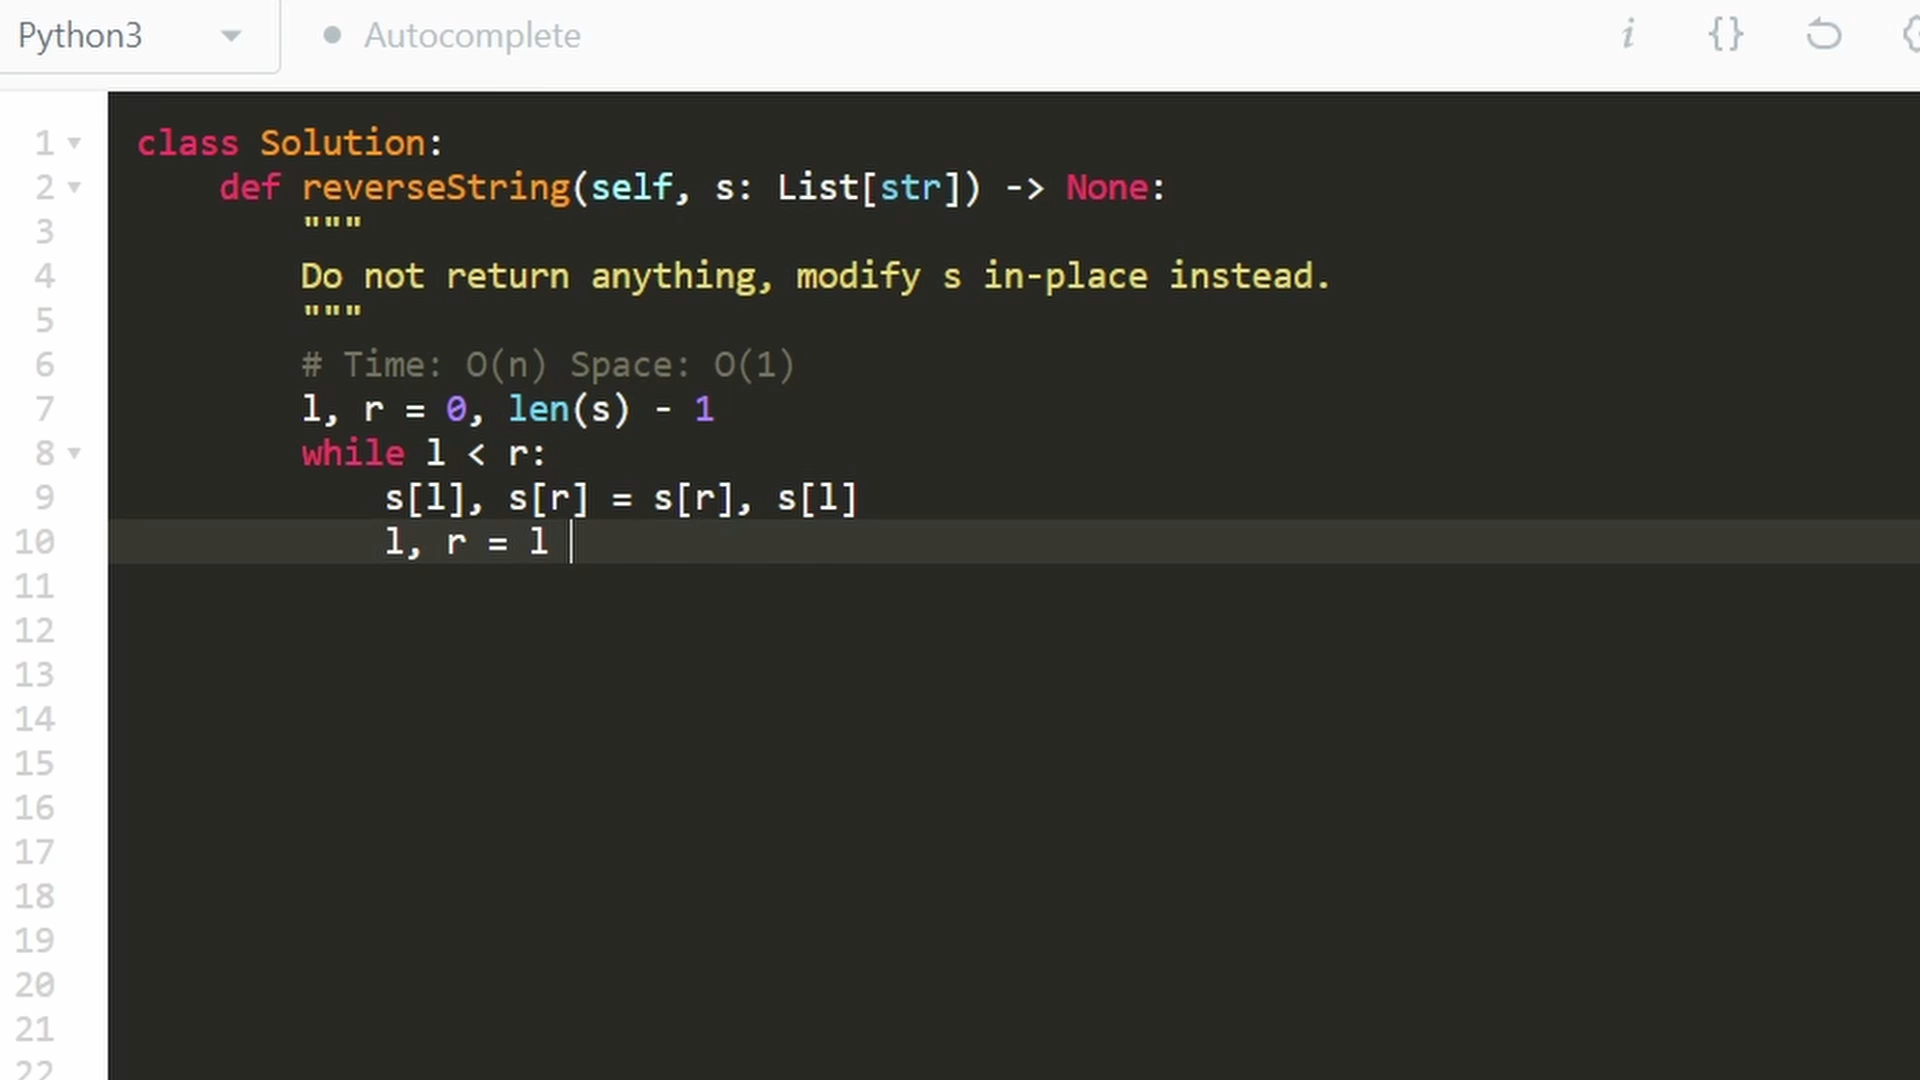 Python3 Autocomplete i {}
1 class Solution:
2 def reverseString(self, s: List[str]) -> None:
3 """
4 Do not return anything, modify s in-place instead.
5 """
6 # Time: O(n) Space: O(1)
7 l, r = 0, len(s) - 1
8 while l < r:
9 s[l], s[r] = s[r], s[l]
10 l, r = l
11
12
13
14
15
16
17
18
19
20
21
22